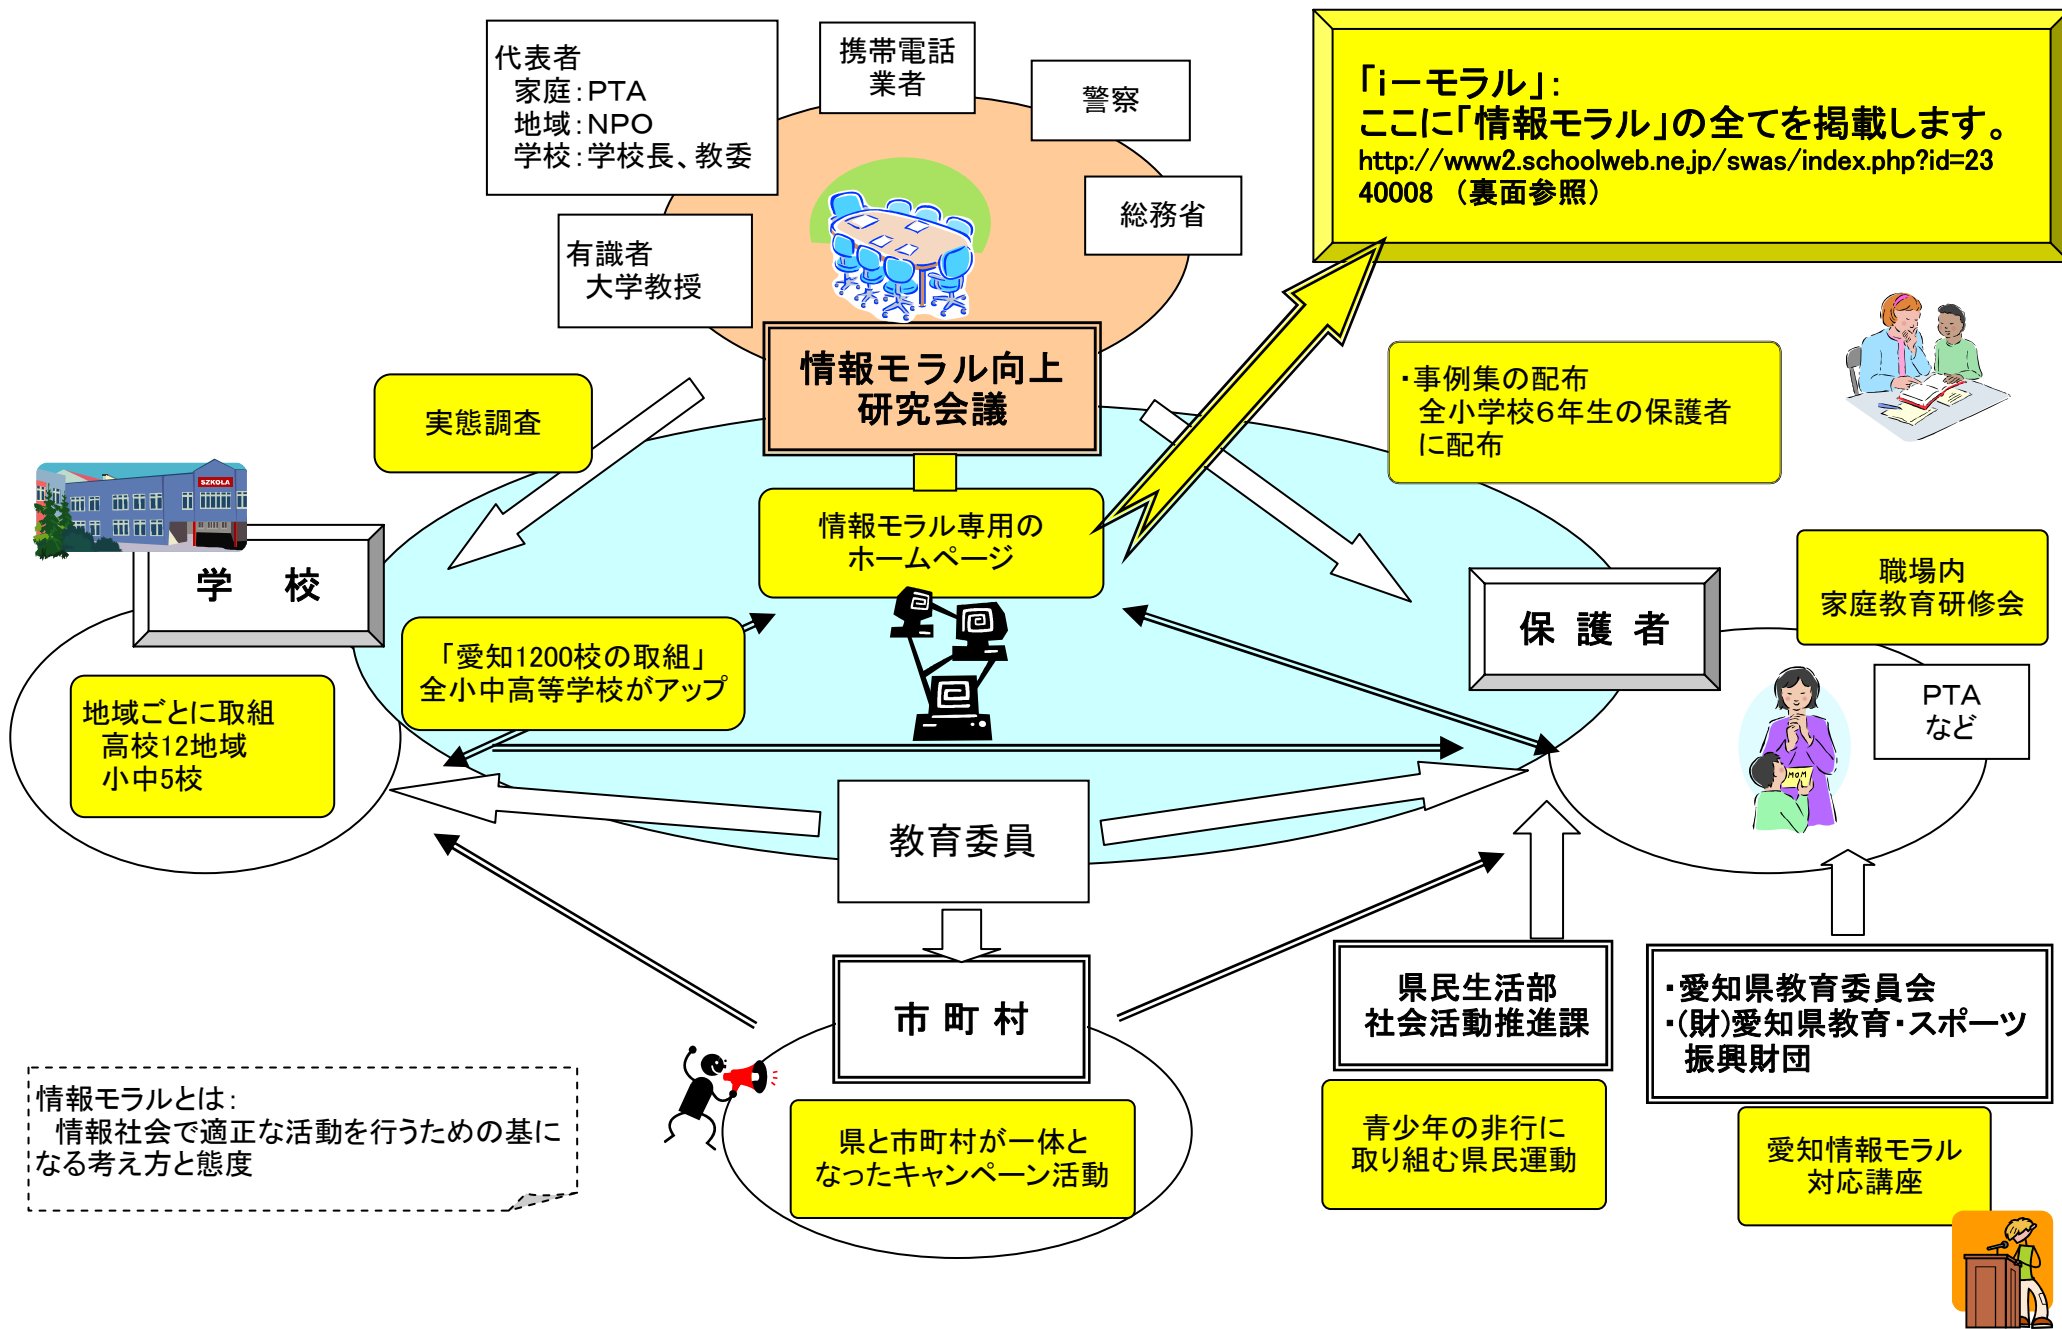 代表者
家庭：PTA
地域：NPO
学校：学校長、教委
携帯電話
業者
警察
総務省
有識者
大学教授
「i－モラル」：
ここに「情報モラル」の全てを掲載します。
http://www2.schoolweb.ne.jp/swas/index.php?id=23
40008 （裏面参照）
情報モラル向上
研究会議
実態調査
・事例集の配布
全小学校６年生の保護者
に配布
SZKOŁA
学　校
情報モラル専用の
ホームページ
職場内
家庭教育研修会
保 護 者
PTA
など
MOM
「愛知1200校の取組」
全小中高等学校がアップ
地域ごとに取組
高校12地域
小中5校
教育委員
市 町 村
県と市町村が一体と
なったキャンペーン活動
県民生活部
社会活動推進課
青少年の非行に
取り組む県民運動
・愛知県教育委員会
・(財)愛知県教育・スポーツ
振興財団
愛知情報モラル
対応講座
情報モラルとは：
情報社会で適正な活動を行うための基に
なる考え方と態度